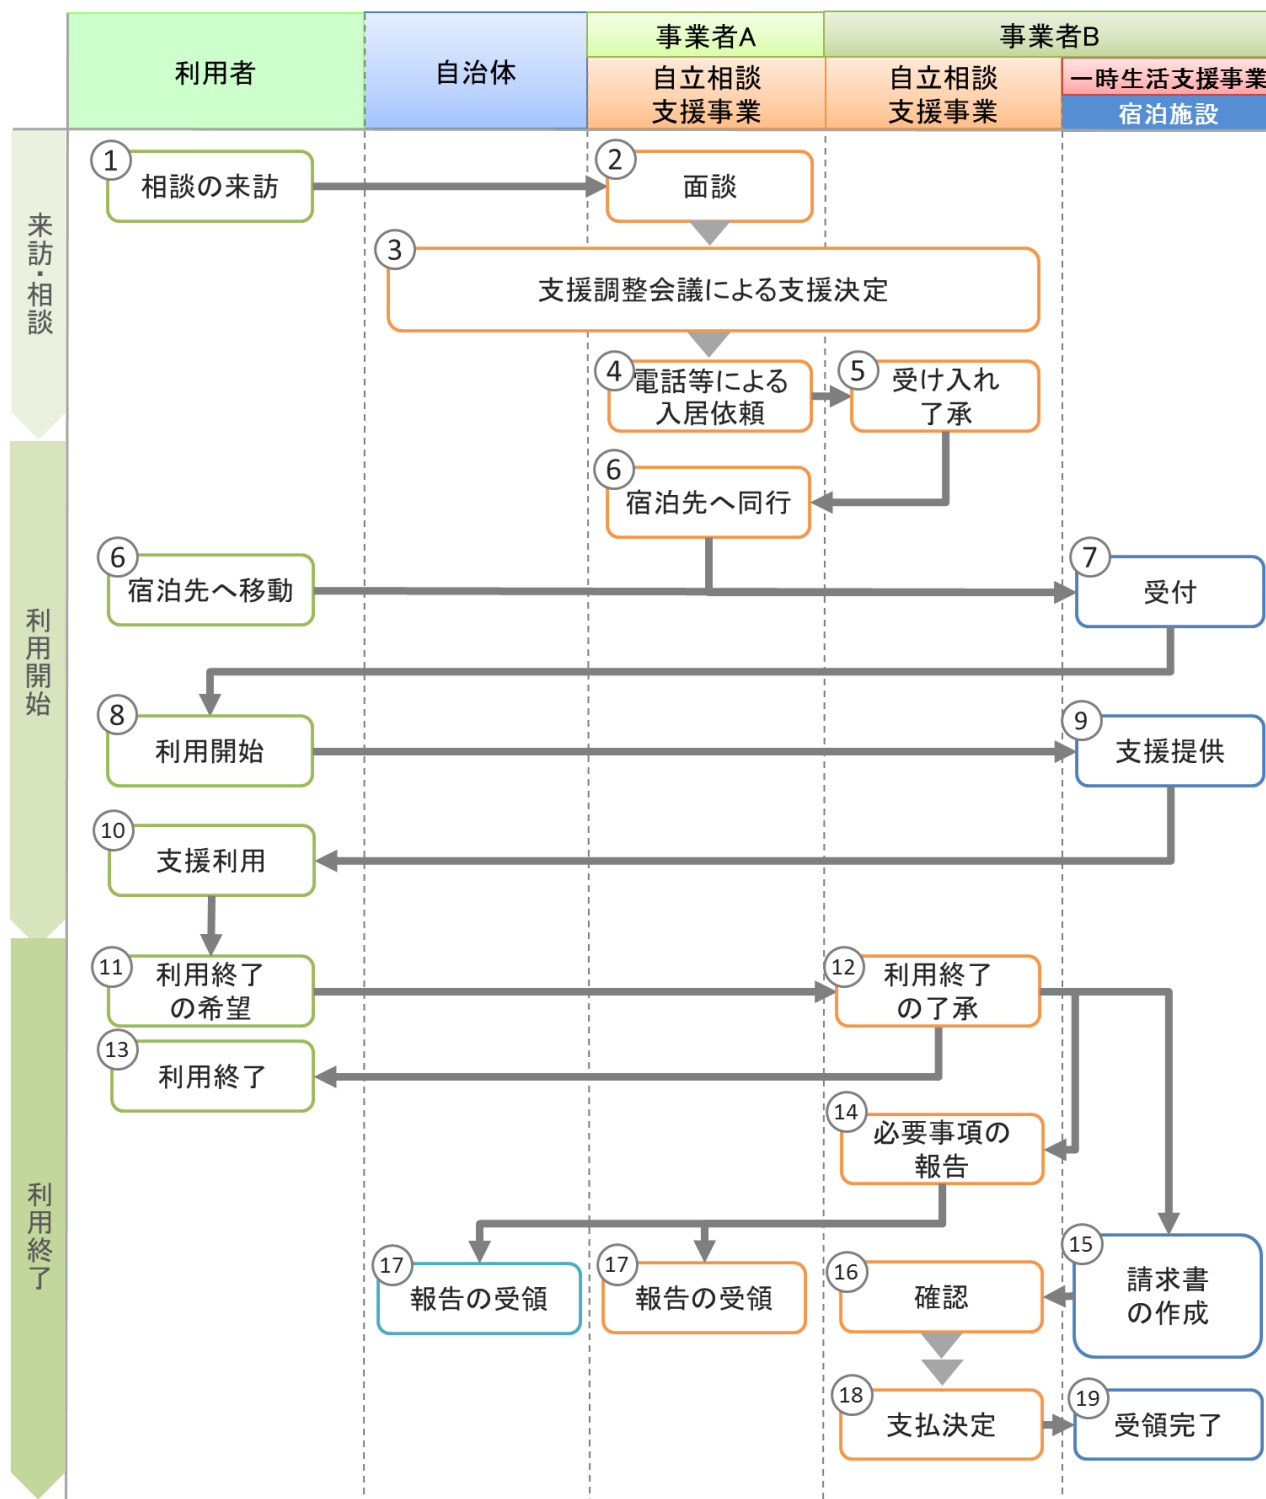 利用者
自治体
事業者A
事業者B
自立相談
支援事業
自立相談
支援事業
一時生活支援事業
宿泊施設
来訪・相談
①
相談の来訪
②
面談
③
支援調整会議による支援決定
④
電話等による
入居依頼
⑤
受け入れ
了承
利用開始
⑥
宿泊先へ同行
⑥
宿泊先へ移動
⑦
受付
⑧
利用開始
⑨
支援提供
⑩
支援利用
利用終了
⑪
利用終了
の希望
⑫
利用終了
の了承
⑬
利用終了
⑭
必要事項の
報告
⑰
報告の受領
⑰
報告の受領
⑯
確認
⑮
請求書
の作成
⑱
支払決定
⑲
受領完了